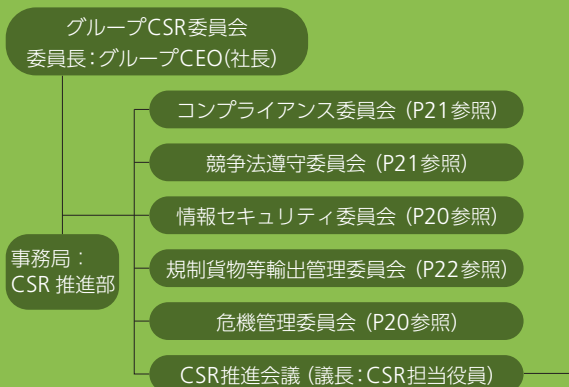 グループCSR委員会
委員長：グループCEO(社長)
コンプライアンス委員会（P21参照）
競争法遵守委員会（P21参照）
情報セキュリティ委員会（P20参照）
事務局：
CSR 推進部
規制貨物等輸出管理委員会（P22参照）
危機管理委員会（P20参照）
CSR推進会議（議長：CSR担当役員）